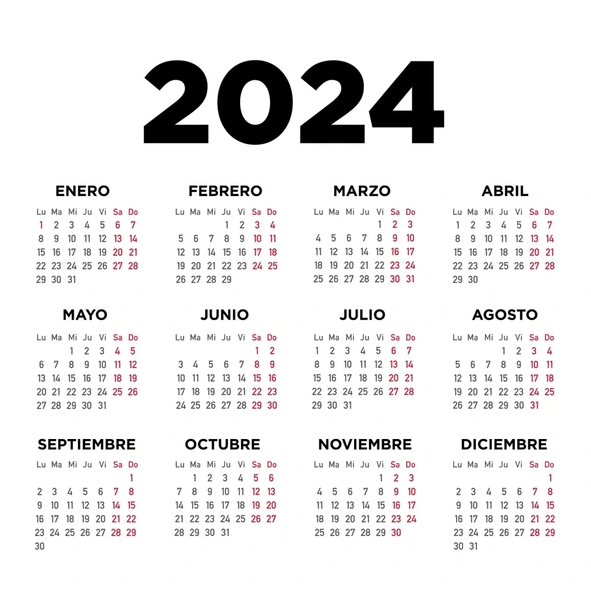 2024
ENERO
Lu Ma Mi Ju Vi Sa Do
1 2 3 4 5 6 7
8 9 10 11 12 13 14
15 16 17 18 19 20 21
22 23 24 25 26 27 28
29 30 31
FEBRERO
Lu Ma Mi Ju Vi Sa Do
1 2 3 4
5 6 7 8 9 10 11
12 13 14 15 16 17 18
19 20 21 22 23 24 25
26 27 28 29
MARZO
Lu Ma Mi Ju Vi Sa Do
1 2 3
4 5 6 7 8 9 10
11 12 13 14 15 16 17
18 19 20 21 22 23 24
25 26 27 28 29 30 31
ABRIL
Lu Ma Mi Ju Vi Sa Do
1 2 3 4 5 6 7
8 9 10 11 12 13 14
15 16 17 18 19 20 21
22 23 24 25 26 27 28
29 30
MAYO
Lu Ma Mi Ju Vi Sa Do
1 2 3 4 5
6 7 8 9 10 11 12
13 14 15 16 17 18 19
20 21 22 23 24 25 26
27 28 29 30 31
JUNIO
Lu Ma Mi Ju Vi Sa Do
1 2
3 4 5 6 7 8 9
10 11 12 13 14 15 16
17 18 19 20 21 22 23
24 25 26 27 28 29 30
JULIO
Lu Ma Mi Ju Vi Sa Do
1 2 3 4 5 6 7
8 9 10 11 12 13 14
15 16 17 18 19 20 21
22 23 24 25 26 27 28
29 30 31
AGOSTO
Lu Ma Mi Ju Vi Sa Do
1 2 3 4
5 6 7 8 9 10 11
12 13 14 15 16 17 18
19 20 21 22 23 24 25
26 27 28 29 30 31
SEPTIEMBRE
Lu Ma Mi Ju Vi Sa Do
1
2 3 4 5 6 7 8
9 10 11 12 13 14 15
16 17 18 19 20 21 22
23 24 25 26 27 28 29
30
OCTUBRE
Lu Ma Mi Ju Vi Sa Do
1 2 3 4 5 6
7 8 9 10 11 12 13
14 15 16 17 18 19 20
21 22 23 24 25 26 27
28 29 30 31
NOVIEMBRE
Lu Ma Mi Ju Vi Sa Do
1 2 3
4 5 6 7 8 9 10
11 12 13 14 15 16 17
18 19 20 21 22 23 24
25 26 27 28 29 30
DICIEMBRE
Lu Ma Mi Ju Vi Sa Do
1
2 3 4 5 6 7 8
9 10 11 12 13 14 15
16 17 18 19 20 21 22
23 24 25 26 27 28 29
30 31